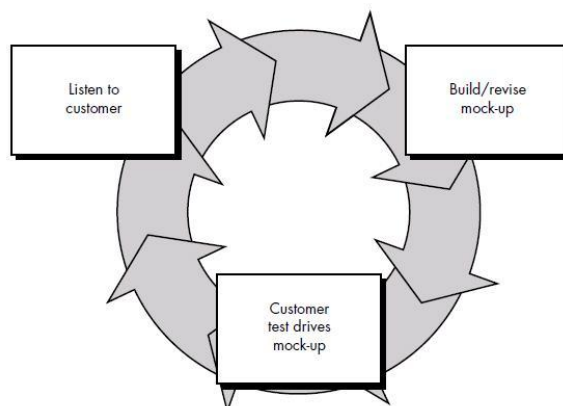 Listen to
customer
Build/revise
mock-up
Customer
test drives
mock-up